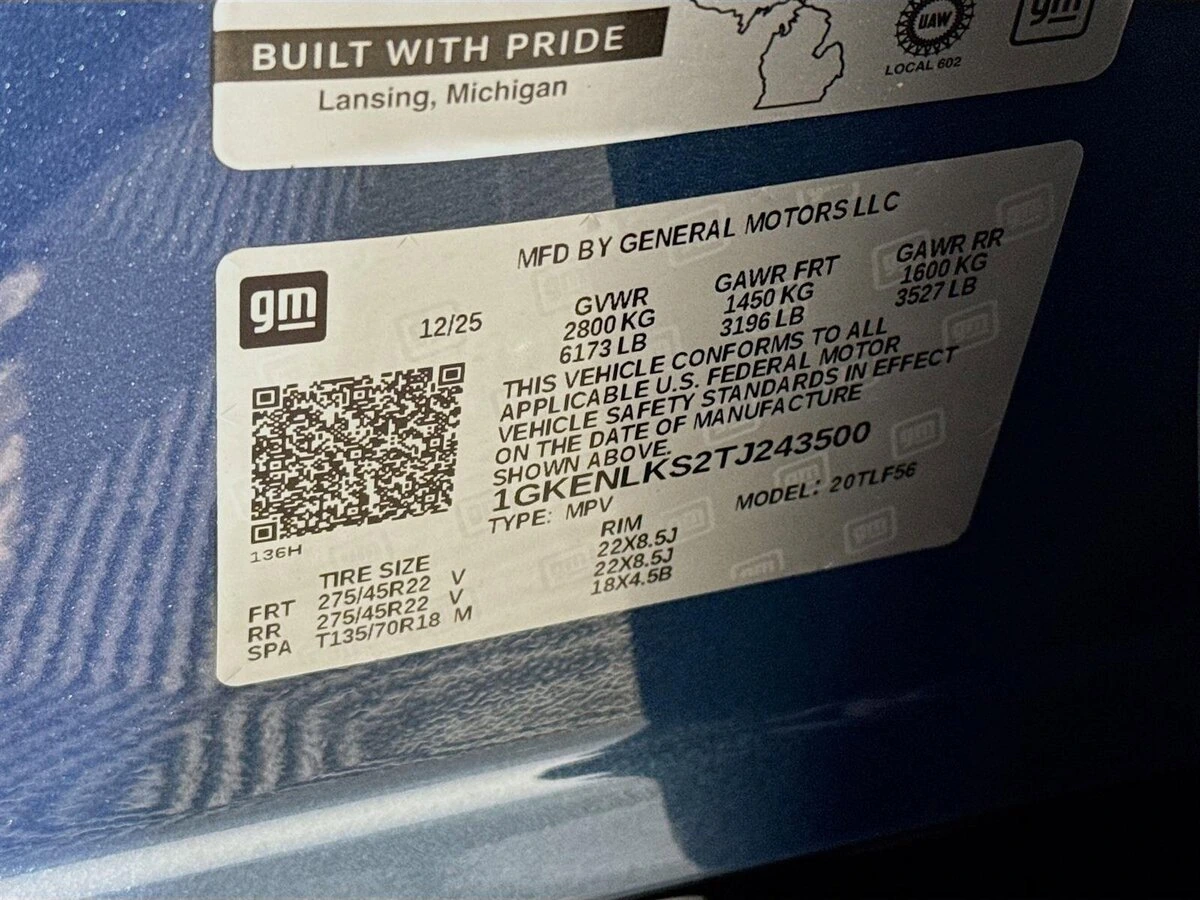 BUILT WITH PRIDE
Lansing, Michigan
UAW
LOCAL 602
gm
MFD BY GENERAL MOTORS LLC
gm
12/25
GVWR
2800 KG
6173 LB
GAWR FRT
1450 KG
3196 LB
GAWR RR
1600 KG
3527 LB
THIS VEHICLE CONFORMS TO ALL
APPLICABLE U.S. FEDERAL MOTOR
VEHICLE SAFETY STANDARDS IN EFFECT
ON THE DATE OF MANUFACTURE
SHOWN ABOVE.
1GKENLKS2TJ243500
TYPE: MPV MODEL: 20TLF56
136H
TIRE SIZE RIM
FRT 275/45R22 V 22X8.5J
RR 275/45R22 V 22X8.5J
SPA T135/70R18 M 18X4.5B